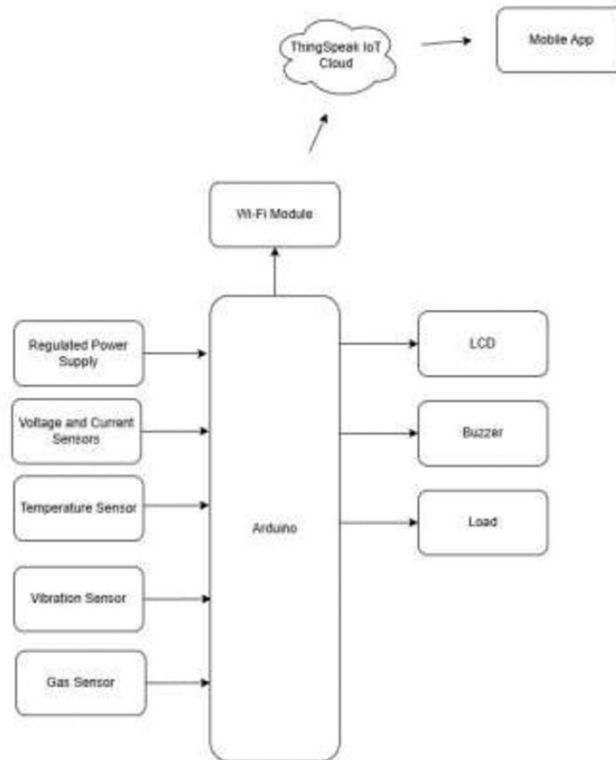 ThingSpeak IoT
Cloud
Mobile App
Wi-Fi Module
Regulated Power
Supply
LCD
Voltage and Current
Sensors
Buzzer
Temperature Sensor
Load
Arduino
Vibration Sensor
Gas Sensor